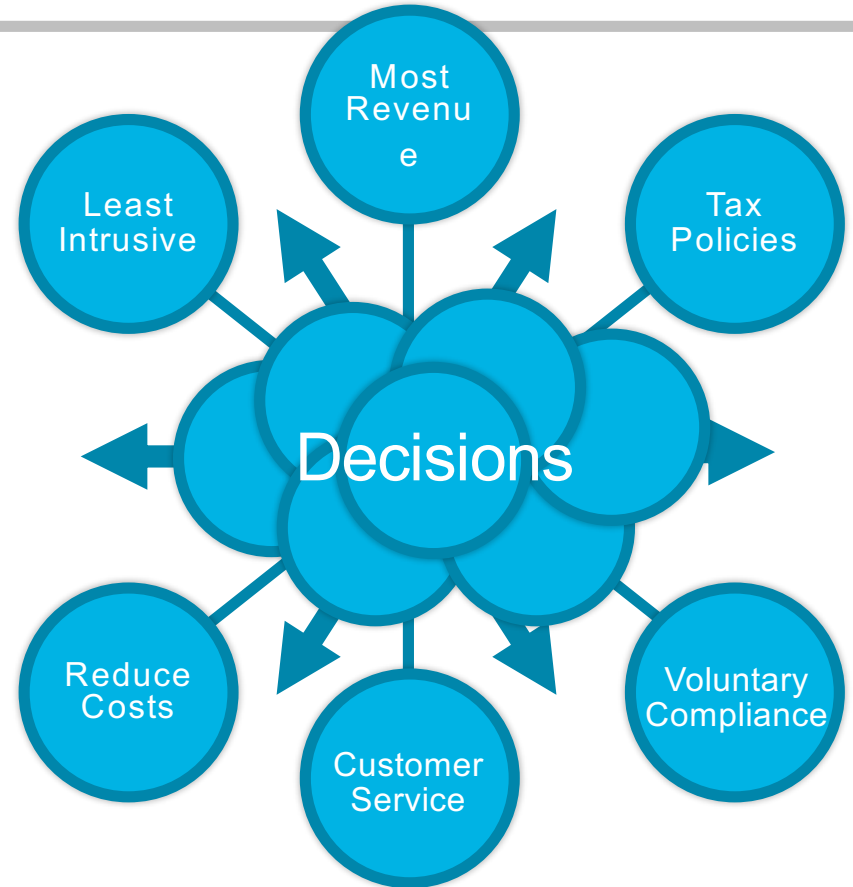 Most
Revenu
e
Least
Intrusive
Tax
Policies
Decisions
Reduce
Costs
Voluntary
Compliance
Customer
Service